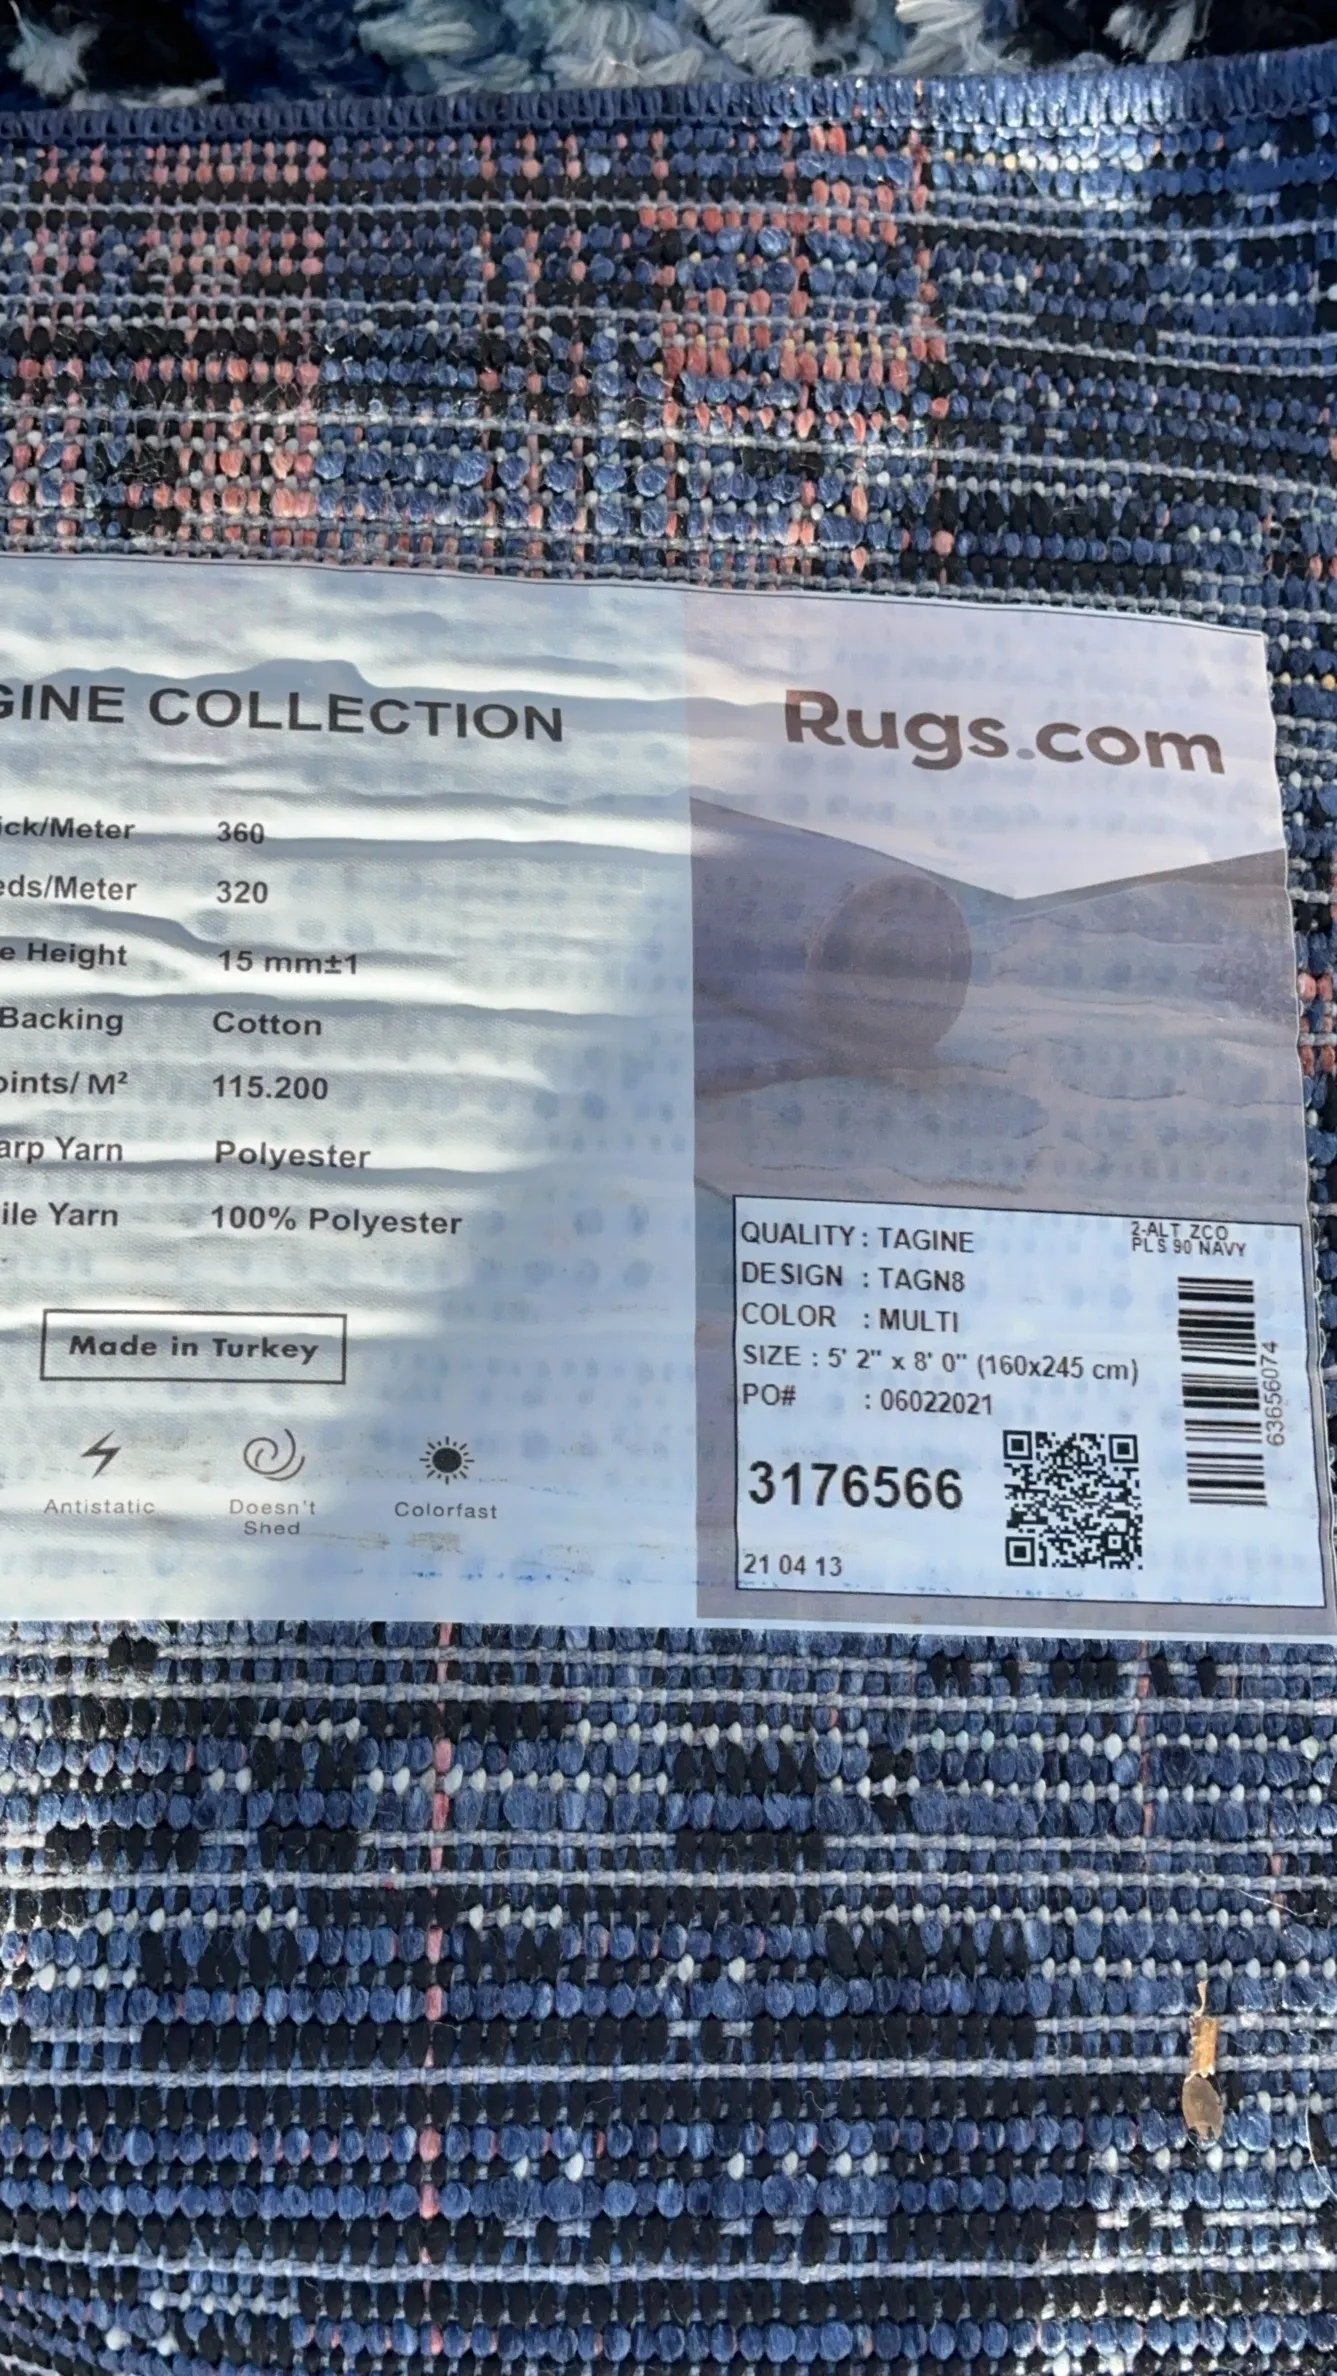 GINE COLLECTION
ick/Meter 360
eds/Meter 320
e Height 15 mm±1
Backing Cotton
oints/ M² 115.200
arp Yarn Polyester
ile Yarn 100% Polyester
Made in Turkey
Antistatic
Doesn't
Shed
Colorfast
Rugs.com
QUALITY : TAGINE
2-ALT ZCO
PLS 90 NAVY
DESIGN : TAGN8
COLOR : MULTI
SIZE : 5' 2" x 8' 0" (160x245 cm)
PO# : 06022021
3176566
21 04 13
63656074